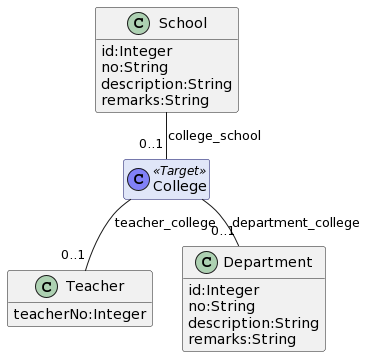 C School
id:Integer
no:String
description:String
remarks:String
college_school
0..1
C «Target»
College
teacher_college
department_college
0..1
0..1
C Teacher
teacherNo:Integer
C Department
id:Integer
no:String
description:String
remarks:String